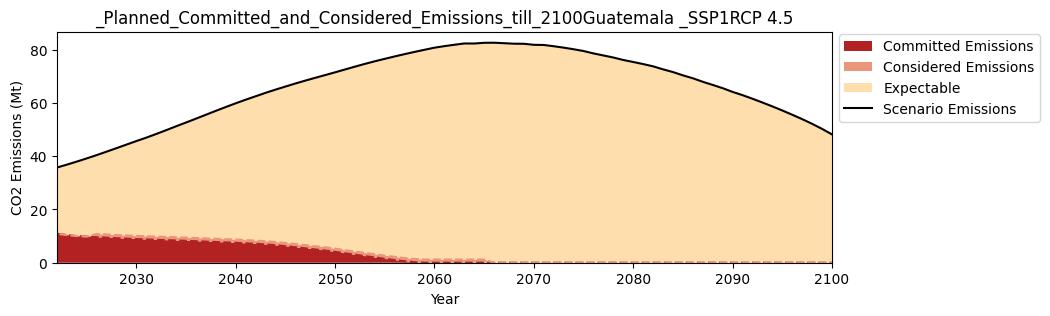 _Planned_Committed_and_Considered_Emissions_till_2100Guatemala _SSP1RCP 4.5
Committed Emissions
Considered Emissions
Expectable
Scenario Emissions
CO2 Emissions (Mt)
80
60
40
20
0
2030 2040 2050 2060 2070 2080 2090 2100
Year